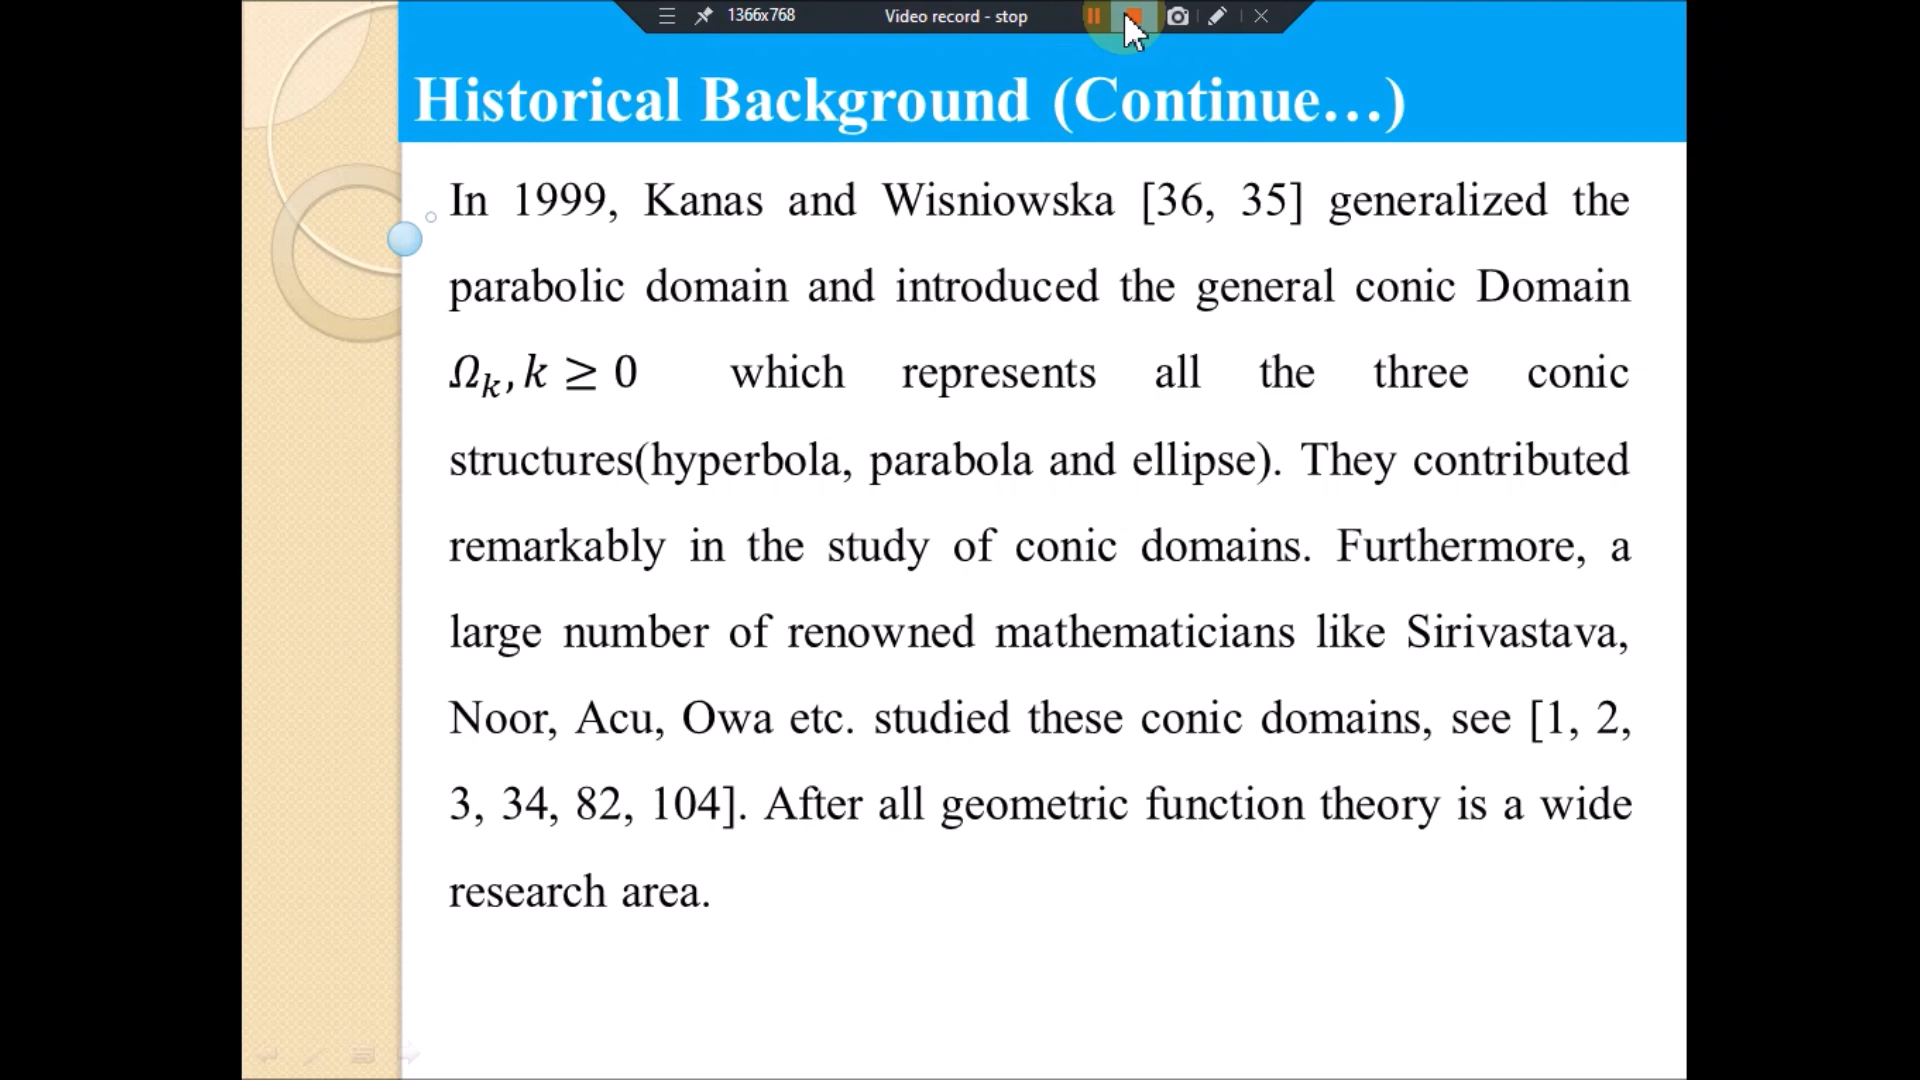 1366x768 Video record - stop
Historical Background (Continue...)
In 1999, Kanas and Wisniowska [36, 35] generalized the
parabolic domain and introduced the general conic Domain
Ωₖ, k ≥ 0 which represents all the three conic
structures(hyperbola, parabola and ellipse). They contributed
remarkably in the study of conic domains. Furthermore, a
large number of renowned mathematicians like Sirivastava,
Noor, Acu, Owa etc. studied these conic domains, see [1, 2,
3, 34, 82, 104]. After all geometric function theory is a wide
research area.